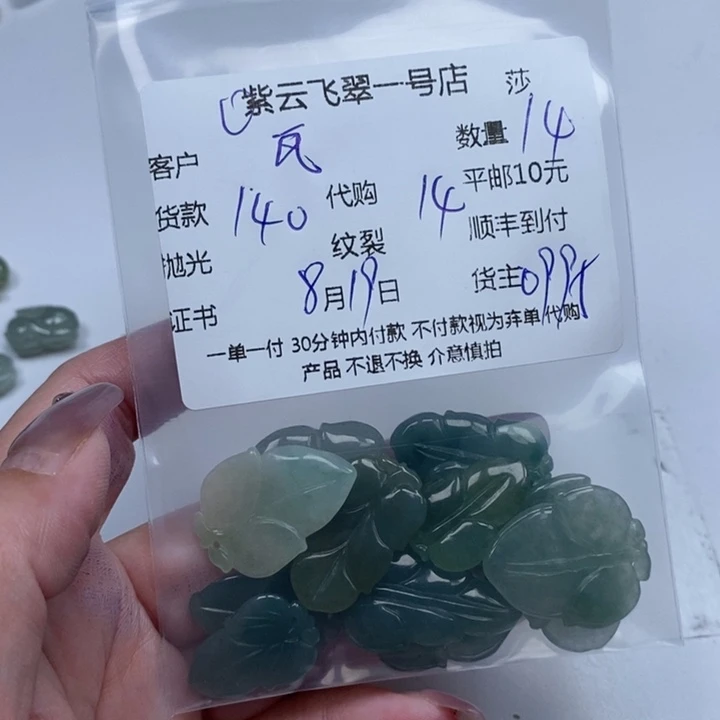 紫云飞翠一号店 莎
客户 瓦 数量 14
货款 140 代购 14 平邮10元
抛光 纹裂 顺丰到付
证书 8月19日 货主
一单一付 30分钟内付款 不付款视为弃单 代购
产品 不退不换 介意慎拍